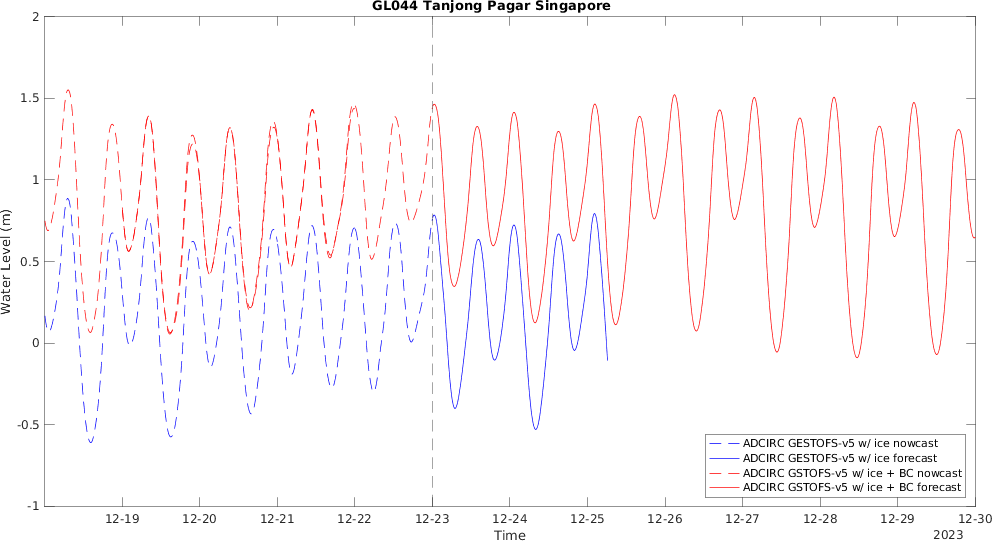 GL044 Tanjong Pagar Singapore
2
1.5
1
0.5
0
-0.5
-1
Water Level (m)
ADCIRC GESTOFS-v5 w/ ice nowcast
ADCIRC GESTOFS-v5 w/ ice forecast
ADCIRC GSTOFS-v5 w/ ice + BC nowcast
ADCIRC GSTOFS-v5 w/ ice + BC forecast
12-19 12-20 12-21 12-22 12-23 12-24 12-25 12-26 12-27 12-28 12-29 12-30
Time
2023